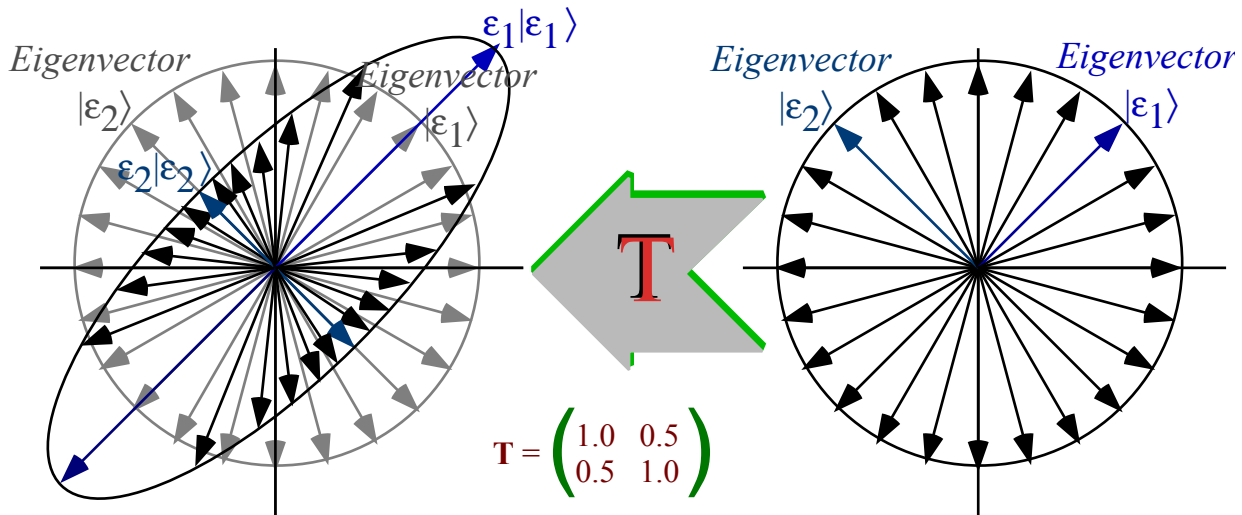 ε₁|ε₁⟩
Eigenvector
Eigenvector
|ε₂⟩
|ε₁⟩
ε₂|ε₂⟩
T
T = (1.0 0.5
0.5 1.0)
Eigenvector
Eigenvector
|ε₂⟩
|ε₁⟩